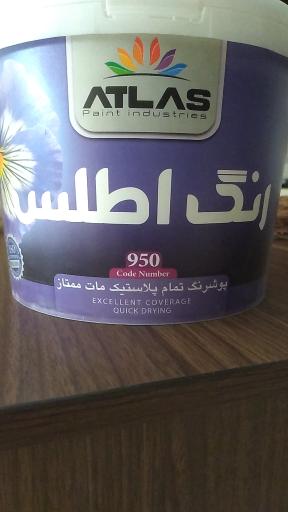 ATLAS
Paint industries
رنگ اطلس
950
Code Number
پوشرنگ تمام پلاستیک مات ممتاز
EXCELLENT COVERAGE
QUICK DRYING